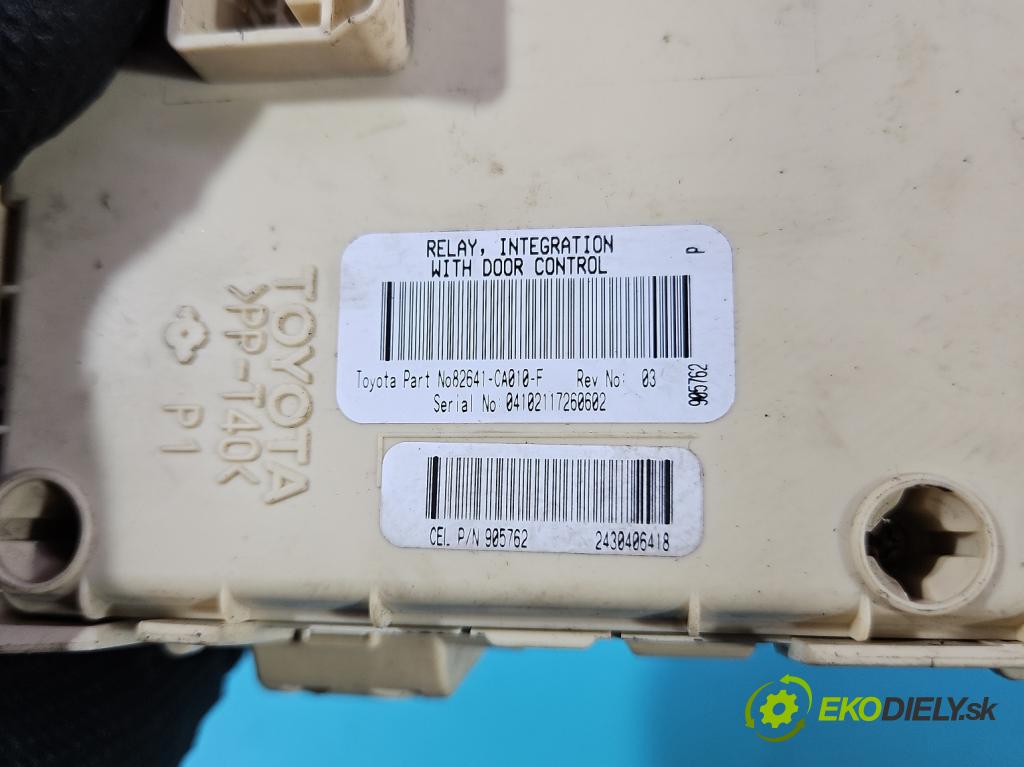 RELAY, INTEGRATION
WITH DOOR CONTROL
P
Toyota Part No82641-CA010-F Rev No: 03
Serial No:04102117260602
905762
TOYOTA
>PP-T40<
P1
CEL P/N 905762 2430406418
EKODIELY.sk